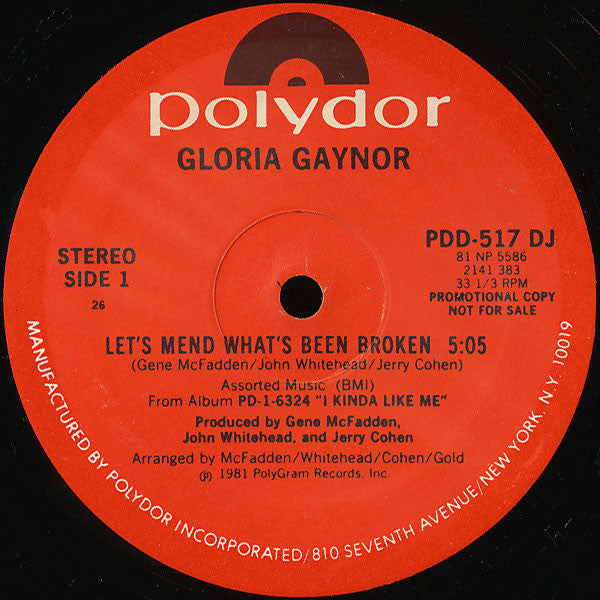 polydor
GLORIA GAYNOR
STEREO
SIDE 1
26
PDD-517 DJ
81 NP 5586
2141 383
33 1/3 RPM
PROMOTIONAL COPY
NOT FOR SALE
LET'S MEND WHAT'S BEEN BROKEN 5:05
(Gene McFadden/John Whitehead/Jerry Cohen)
Assorted Music (BMI)
From Album PD-1-6324 "I KINDA LIKE ME"
Produced by Gene McFadden,
John Whitehead, and Jerry Cohen
Arranged by McFadden/Whitehead/Cohen/Gold
℗ 1981 PolyGram Records, Inc.
MANUFACTURED BY POLYDOR INCORPORATED/810 SEVENTH AVENUE/NEW YORK, N.Y. 10019